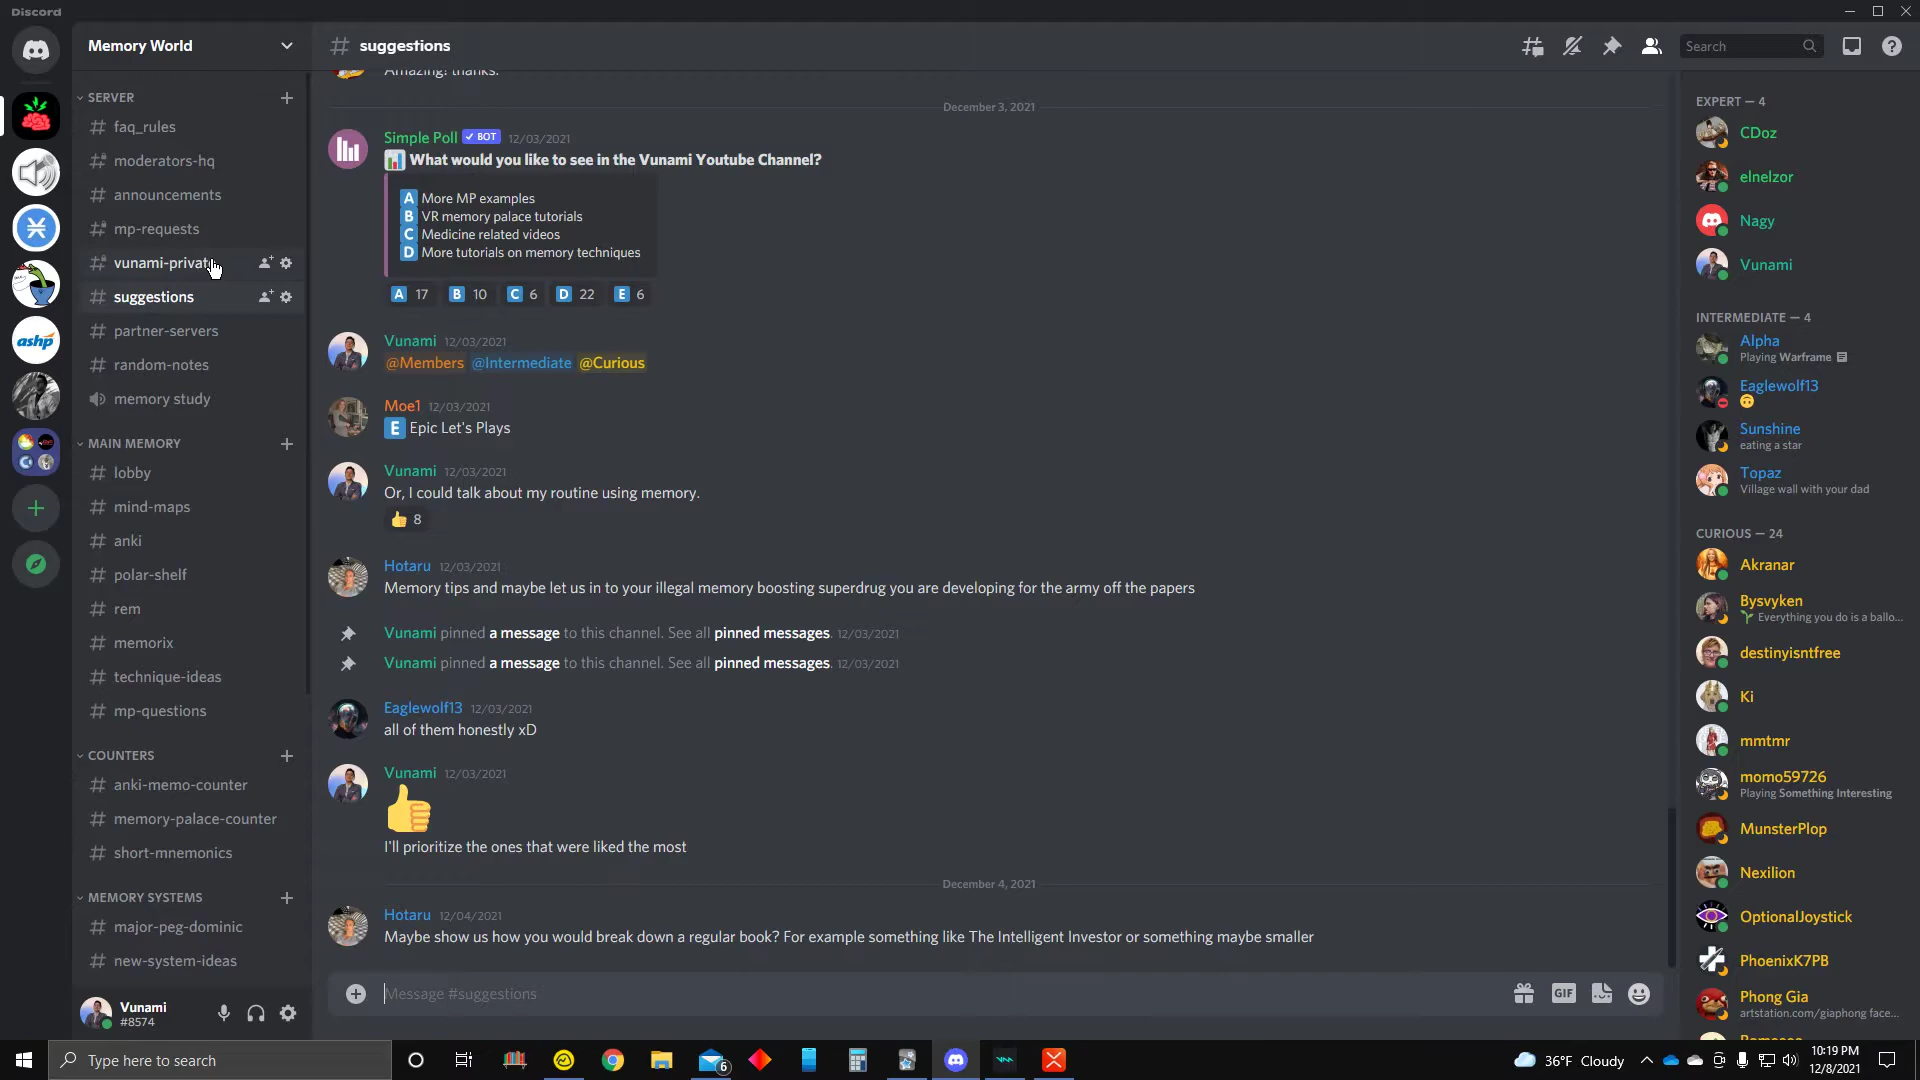 Discord
Memory World
SERVER
faq_rules
moderators-hq
announcements
mp-requests
vunami-private
suggestions
partner-servers
random-notes
memory study
MAIN MEMORY
lobby
mind-maps
anki
polar-shelf
rem
memorix
technique-ideas
mp-questions
COUNTERS
anki-memo-counter
memory-palace-counter
short-mnemonics
MEMORY SYSTEMS
major-peg-dominic
new-system-ideas
Vunami
#8574
ashp
# suggestions
Search
Amazing! thanks.
December 3, 2021
Simple Poll ✓ BOT 12/03/2021
What would you like to see in the Vunami Youtube Channel?
A More MP examples
B VR memory palace tutorials
C Medicine related videos
D More tutorials on memory techniques
A 17 B 10 C 6 D 22 E 6
Vunami 12/03/2021
@Members @Intermediate @Curious
Moe1 12/03/2021
E Epic Let's Plays
Vunami 12/03/2021
Or, I could talk about my routine using memory.
8
Hotaru 12/03/2021
Memory tips and maybe let us in to your illegal memory boosting superdrug you are developing for the army off the papers
Vunami pinned a message to this channel. See all pinned messages. 12/03/2021
Vunami pinned a message to this channel. See all pinned messages. 12/03/2021
Eaglewolf13 12/03/2021
all of them honestly xD
Vunami 12/03/2021
I'll prioritize the ones that were liked the most
December 4, 2021
Hotaru 12/04/2021
Maybe show us how you would break down a regular book? For example something like The Intelligent Investor or something maybe smaller
Message #suggestions
GIF
EXPERT — 4
CDoz
elnelzor
Nagy
Vunami
INTERMEDIATE — 4
Alpha
Playing Warframe
Eaglewolf13
Sunshine
eating a star
Topaz
Village wall with your dad
CURIOUS — 24
Akranar
Bysvyken
Everything you do is a ballo...
destinyisntfree
Ki
mmtmr
momo59726
Playing Something Interesting
MunsterPlop
Nexilion
OptionalJoystick
PhoenixK7PB
Phong Gia
artstation.com/giaphong face...
Type here to search
6
36°F Cloudy
10:19 PM
12/8/2021